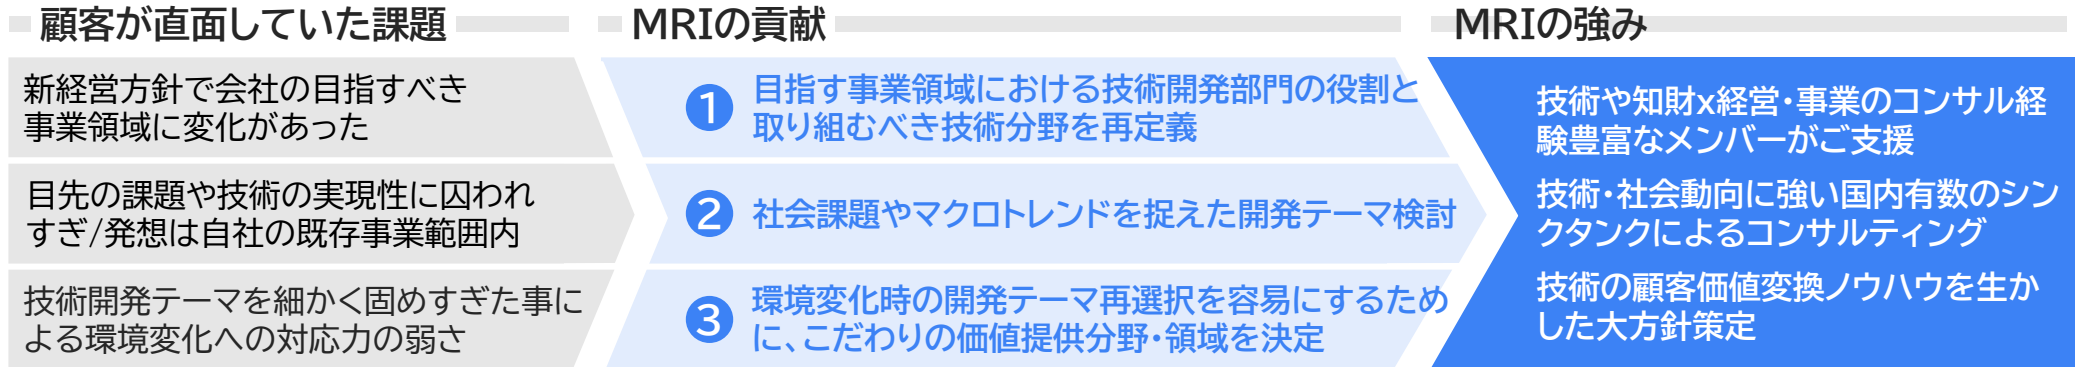 顧客が直面していた課題
新経営方針で会社の目指すべき
事業領域に変化があった
目先の課題や技術の実現性に囚われ
すぎ/発想は自社の既存事業範囲内
技術開発テーマを細かく固めすぎた事に
よる環境変化への対応力の弱さ
MRIの貢献
1
目指す事業領域における技術開発部門の役割と
取り組むべき技術分野を再定義
2
社会課題やマクロトレンドを捉えた開発テーマ検討
3
環境変化時の開発テーマ再選択を容易にするため
に、こだわりの価値提供分野・領域を決定
MRIの強み
技術や知財x経営・事業のコンサル経
験豊富なメンバーがご支援
技術・社会動向に強い国内有数のシン
クタンクによるコンサルティング
技術の顧客価値変換ノウハウを生か
した大方針策定